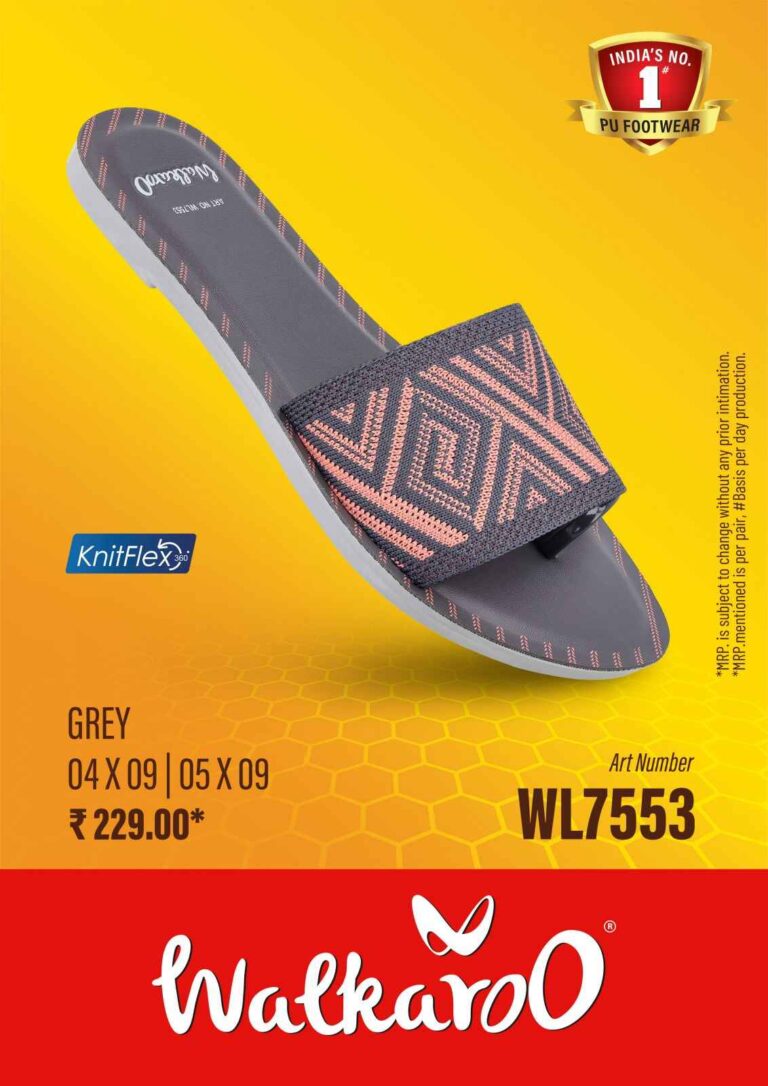 INDIA'S NO.
1#
PU FOOTWEAR
Walkaroo
ART NO. WL7553
KnitFlex 360°
*MRP. is subject to change without any prior intimation.
*MRP.mentioned is per pair, #Basis per day production.
GREY
04 X 09 | 05 X 09
₹ 229.00*
Art Number
WL7553
Walkaroo®